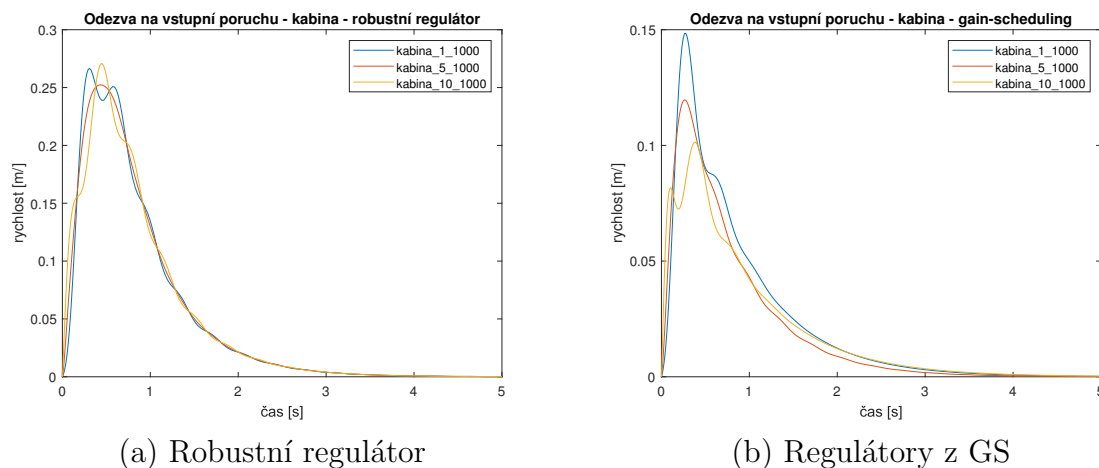 Odezva na vstupní poruchu - kabina - robustní regulátor
0.3
0.25
0.2
0.15
0.1
0.05
0
rychlost [m/]
kabina_1_1000
kabina_5_1000
kabina_10_1000
0 1 2 3 4 5
čas [s]
(a) Robustní regulátor
Odezva na vstupní poruchu - kabina - gain-scheduling
0.15
0.1
0.05
0
rychlost [m/]
kabina_1_1000
kabina_5_1000
kabina_10_1000
0 1 2 3 4 5
čas [s]
(b) Regulátory z GS